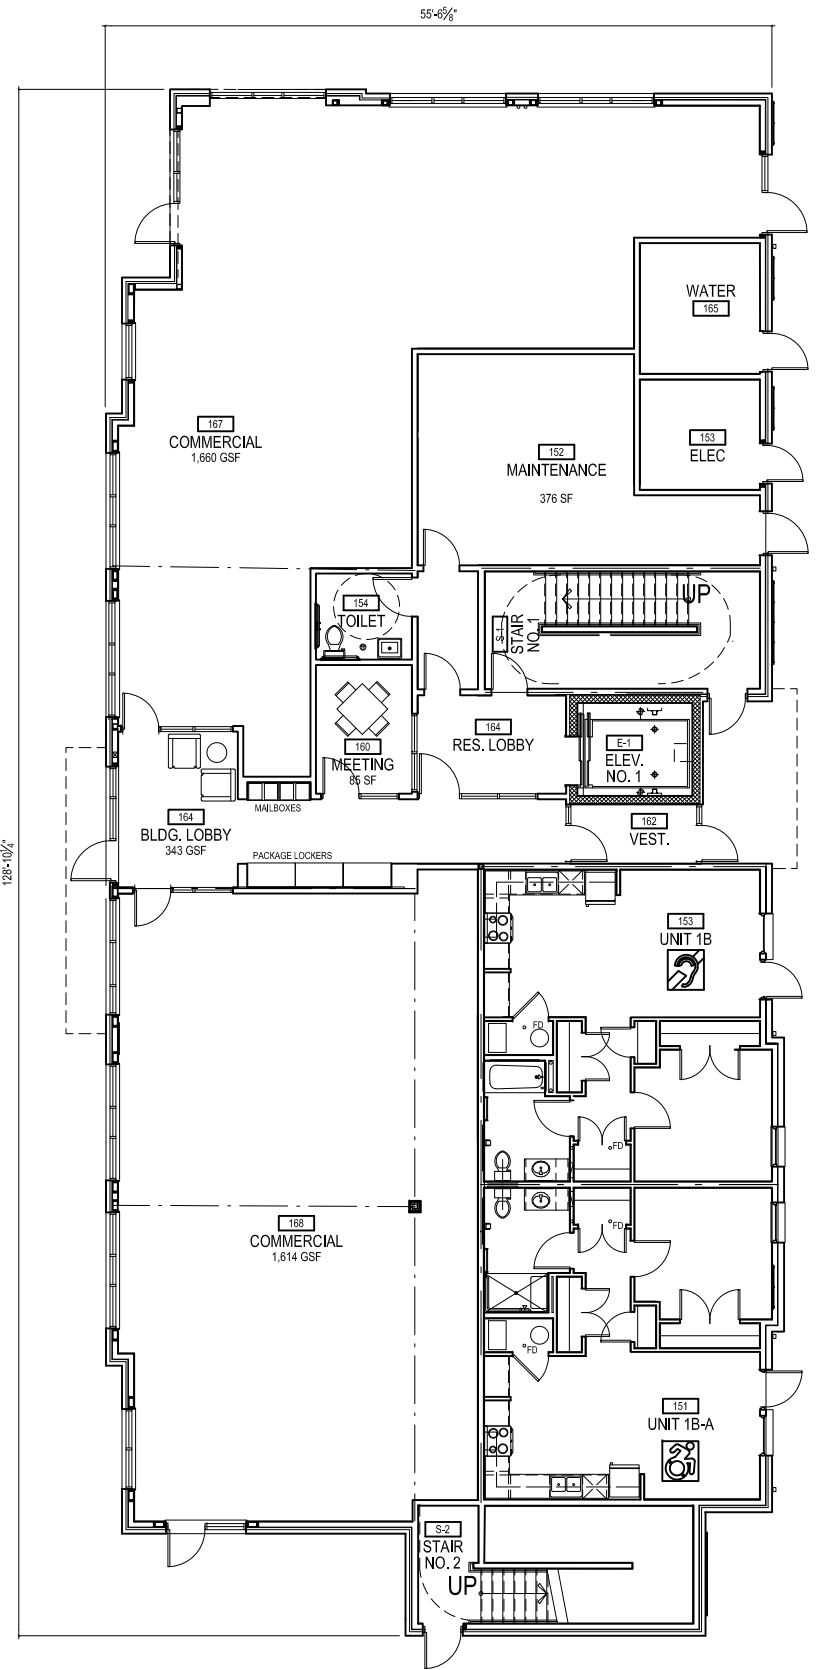 55'-6⅝"
128'-10¼"
WATER
165
167
COMMERCIAL
1,660 GSF
153
ELEC
152
MAINTENANCE
376 SF
154
TOILET
S-1
STAIR
NO. 1
UP
164
RES. LOBBY
160
MEETING
85 SF
E-1
ELEV.
NO. 1
MAILBOXES
164
BLDG. LOBBY
343 GSF
162
VEST.
PACKAGE LOCKERS
153
UNIT 1B
FD
FD
168
COMMERCIAL
1,614 GSF
FD
FD
151
UNIT 1B-A
S-2
STAIR
NO. 2
UP